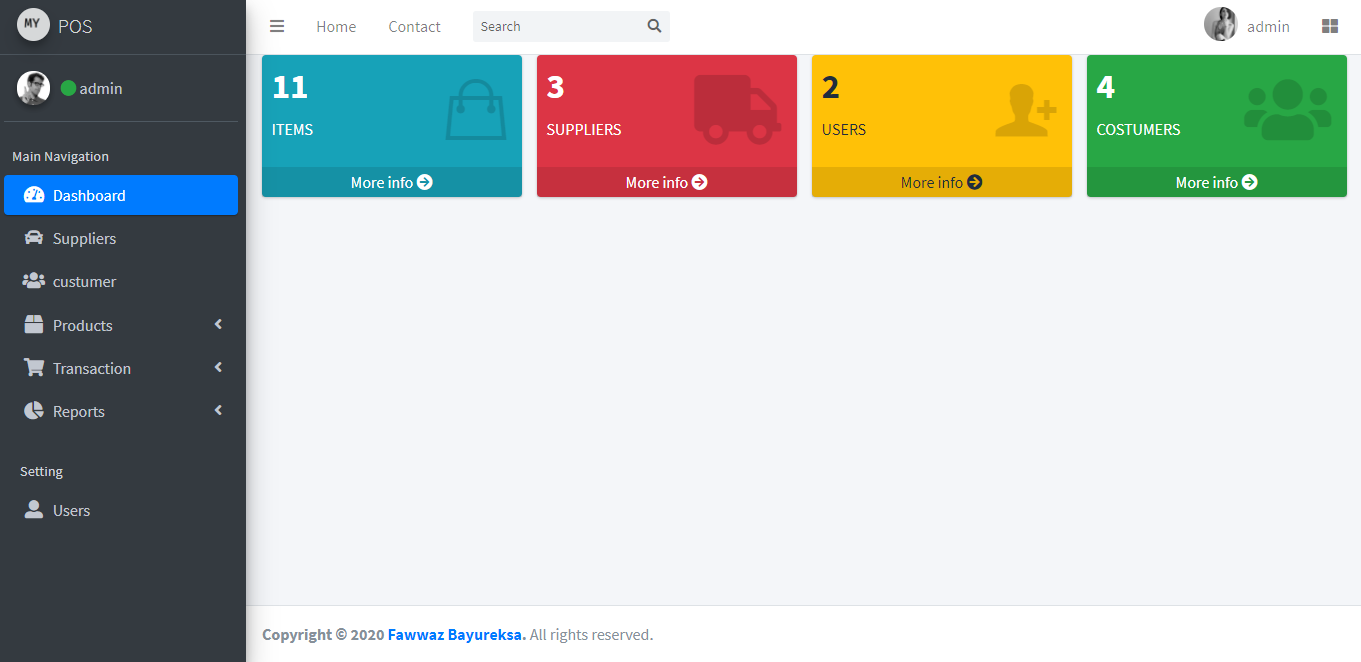 MY POS
Home Contact Search admin
admin
Main Navigation
Dashboard
Suppliers
custumer
Products
Transaction
Reports
Setting
Users
11
ITEMS
More info
3
SUPPLIERS
More info
2
USERS
More info
4
COSTUMERS
More info
Copyright © 2020 Fawwaz Bayureksa. All rights reserved.